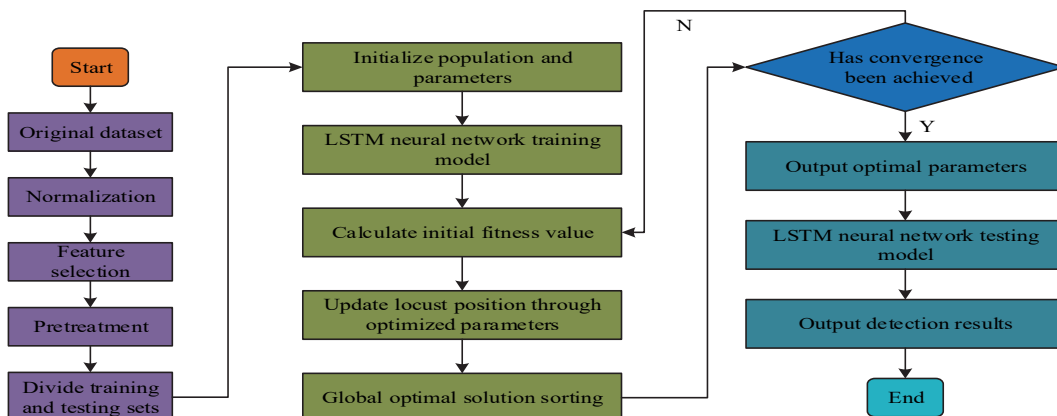 Start
Original dataset
Normalization
Feature
selection
Pretreatment
Divide training
and testing sets
Initialize population and
parameters
LSTM neural network training
model
Calculate initial fitness value
Update locust position through
optimized parameters
Global optimal solution sorting
N
Has convergence
been achieved
Y
Output optimal parameters
LSTM neural network testing
model
Output detection results
End